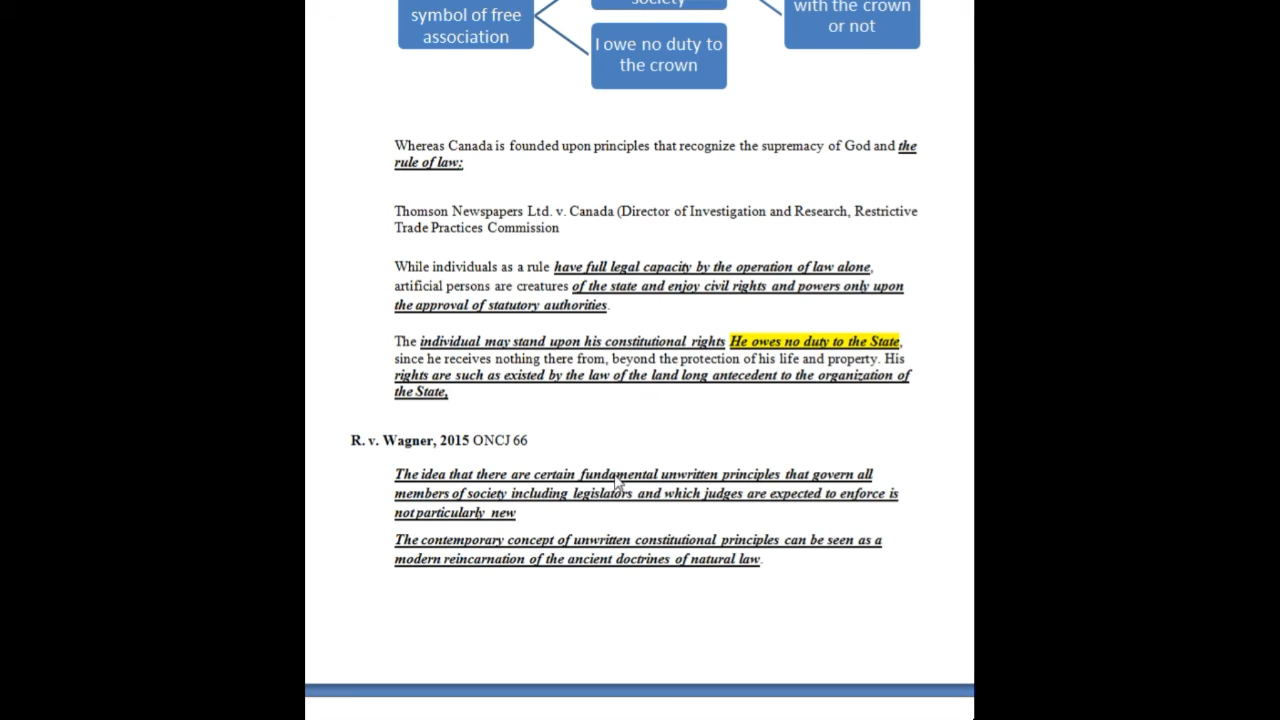 society
with the crown
or not
symbol of free
association
I owe no duty to
the crown
Whereas Canada is founded upon principles that recognize the supremacy of God and the
rule of law:
Thomson Newspapers Ltd. v. Canada (Director of Investigation and Research, Restrictive
Trade Practices Commission
While individuals as a rule have full legal capacity by the operation of law alone,
artificial persons are creatures of the state and enjoy civil rights and powers only upon
the approval of statutory authorities.
The individual may stand upon his constitutional rights He owes no duty to the State,
since he receives nothing there from, beyond the protection of his life and property. His
rights are such as existed by the law of the land long antecedent to the organization of
the State,
R. v. Wagner, 2015 ONCJ 66
The idea that there are certain fundamental unwritten principles that govern all
members of society including legislators and which judges are expected to enforce is
not particularly new
The contemporary concept of unwritten constitutional principles can be seen as a
modern reincarnation of the ancient doctrines of natural law.